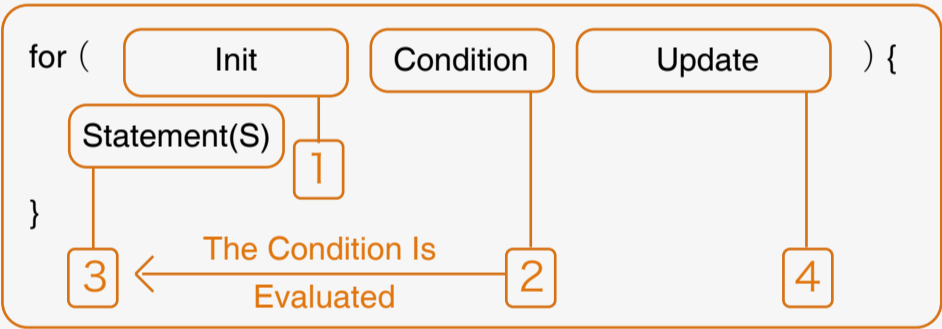 for ( Init Condition Update ) {
Statement(S)
1
}
The Condition Is
3 2 4
Evaluated